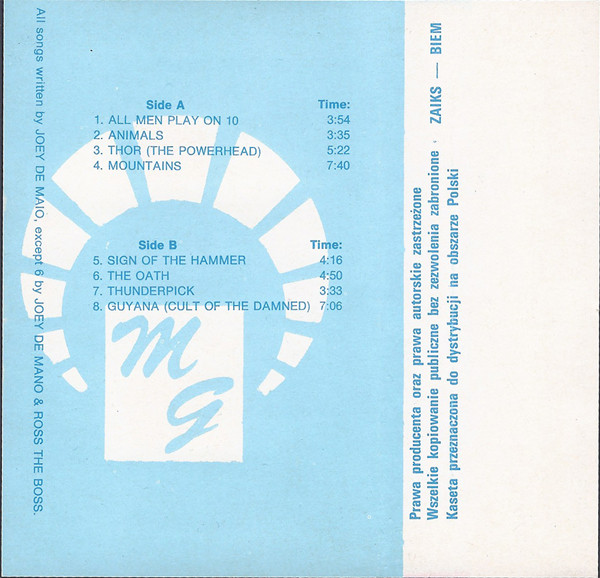 Side A Time:
1. ALL MEN PLAY ON 10 3:54
2. ANIMALS 3:35
3. THOR (THE POWERHEAD) 5:22
4. MOUNTAINS 7:40
Side B Time:
5. SIGN OF THE HAMMER 4:16
6. THE OATH 4:50
7. THUNDERPICK 3:33
8. GUYANA (CULT OF THE DAMNED) 7:06
M
G
All songs written by JOEY DE MAIO, except 6 by JOEY DE MANO & ROSS THE BOSS.
Prawa producenta oraz prawa autorskie zastrzeżone
Wszelkie kopiowanie publiczne bez zezwolenia zabronione · ZAIKS — BIEM
Kaseta przeznaczona do dystrybucji na obszarze Polski